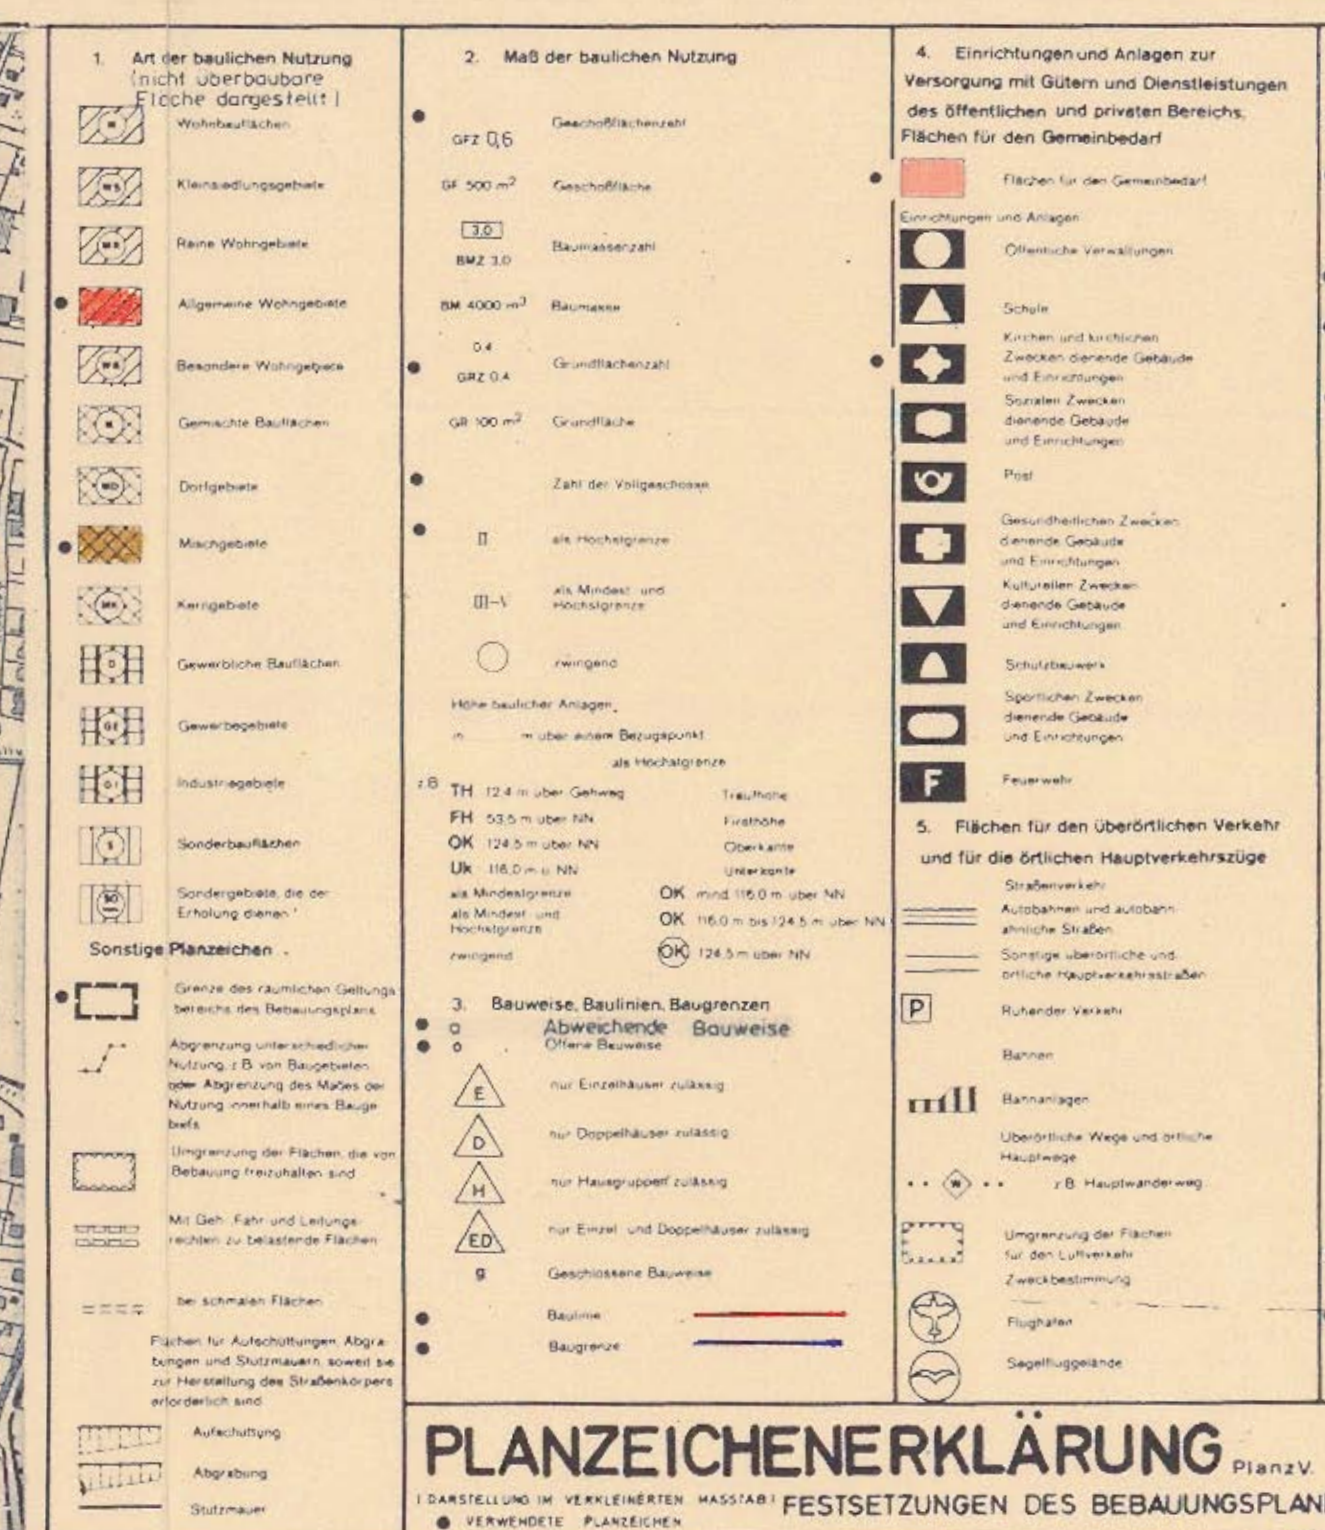 1. Art der baulichen Nutzung
(nicht überbaubare
Fläche dargestellt)
W Wohnbauflächen
WS Kleinsiedlungsgebiete
WR Reine Wohngebiete
Allgemeine Wohngebiete
WB Besondere Wohngebiete
M Gemischte Bauflächen
MD Dorfgebiete
Mischgebiete
MK Kerngebiete
G Gewerbliche Bauflächen
GE Gewerbegebiete
GI Industriegebiete
S Sonderbauflächen
SO Sondergebiete, die der
Erholung dienen
Sonstige Planzeichen
Grenze des räumlichen Geltungs
bereichs des Bebauungsplans
Abgrenzung unterschiedlicher
Nutzung, z B von Baugebieten
oder Abgrenzung des Maßes der
Nutzung innerhalb eines Bauge
biets
Umgrenzung der Flächen, die von
Bebauung freizuhalten sind
Mit Geh Fahr und Leitungs
rechten zu belastende Flächen
bei schmalen Flächen
Flächen für Aufschüttungen, Abgra
bungen und Stützmauern, soweit sie
zur Herstellung des Straßenkörpers
erforderlich sind
Aufschüttung
Abgrabung
Stützmauer
2. Maß der baulichen Nutzung
GFZ 0,6 Geschoßflächenzahl
GF 500 m² Geschoßfläche
3,0
BMZ 3,0 Baumassenzahl
BM 4000 m³ Baumasse
0,4
GRZ 0,4 Grundflächenzahl
GR 100 m² Grundfläche
Zahl der Vollgeschosse
II als Höchstgrenze
III-V als Mindest und
Höchstgrenze
zwingend
Höhe baulicher Anlagen
in m über einem Bezugspunkt
als Höchstgrenze
z B TH 12,4 m über Gehweg Traufhöhe
FH 53,5 m über NN Firsthöhe
OK 124,5 m über NN Oberkante
Uk 116,0 m ü NN Unterkante
als Mindestgrenze OK mind 116,0 m über NN
als Mindest und
Höchstgrenze OK 116,0 m bis 124,5 m über NN
zwingend OK 124,5 m über NN
3. Bauweise, Baulinien, Baugrenzen
a Abweichende Bauweise
o Offene Bauweise
E nur Einzelhäuser zulässig
D nur Doppelhäuser zulässig
H nur Hausgruppen zulässig
ED nur Einzel und Doppelhäuser zulässig
g Geschlossene Bauweise
Baulinie
Baugrenze
4. Einrichtungen und Anlagen zur
Versorgung mit Gütern und Dienstleistungen
des öffentlichen und privaten Bereichs,
Flächen für den Gemeinbedarf
Flächen für den Gemeinbedarf
Einrichtungen und Anlagen
Öffentliche Verwaltungen
Schule
Kirchen und kirchlichen
Zwecken dienende Gebäude
und Einrichtungen
Sozialen Zwecken
dienende Gebäude
und Einrichtungen
Post
Gesundheitlichen Zwecken
dienende Gebäude
und Einrichtungen
Kulturellen Zwecken
dienende Gebäude
und Einrichtungen
Schutzbauwerk
Sportlichen Zwecken
dienende Gebäude
und Einrichtungen
F Feuerwehr
5. Flächen für den überörtlichen Verkehr
und für die örtlichen Hauptverkehrszüge
Straßenverkehr
Autobahnen und autobahn
ähnliche Straßen
Sonstige überörtliche und
örtliche Hauptverkehrsstraßen
P Ruhender Verkehr
Bahnen
Bahnanlagen
Überörtliche Wege und örtliche
Hauptwege
W z B Hauptwanderweg
Umgrenzung der Flächen
für den Luftverkehr
Zweckbestimmung
Flughafen
Segelfluggelände
PLANZEICHENERKLÄRUNG PlanzV.
(DARSTELLUNG IM VERKLEINERTEN MASSTAB) FESTSETZUNGEN DES BEBAUUNGSPLAN
● VERWENDETE PLANZEICHEN